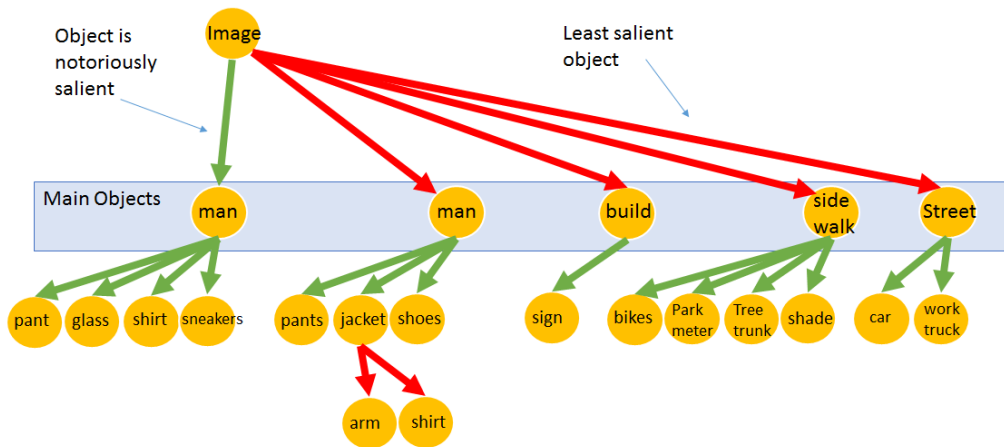 Image
Object is
notoriously
salient
Least salient
object
Main Objects
man
man
build
side
walk
Street
pant
glass
shirt
sneakers
pants
jacket
shoes
sign
bikes
Park
meter
Tree
trunk
shade
car
work
truck
arm
shirt